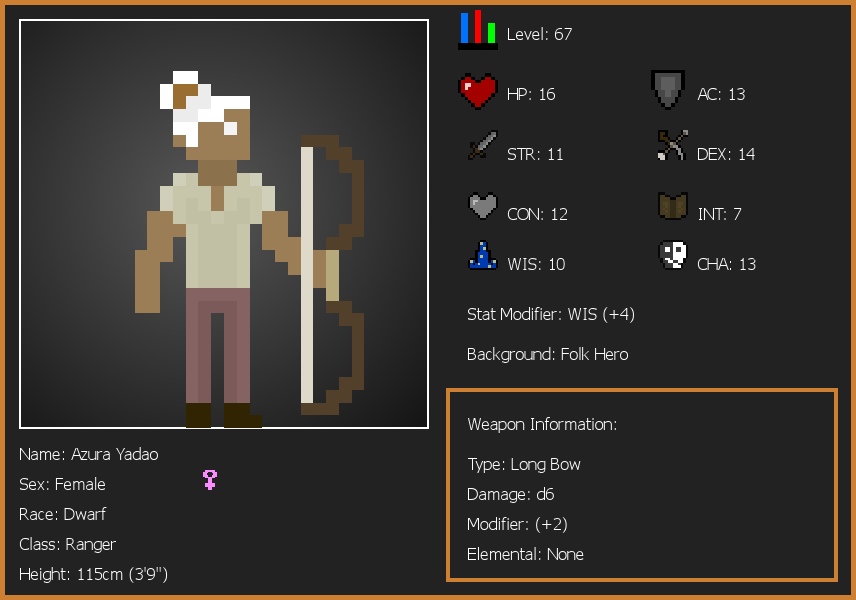 Level: 67
HP: 16
AC: 13
STR: 11
DEX: 14
CON: 12
INT: 7
WIS: 10
CHA: 13
Stat Modifier: WIS (+4)
Background: Folk Hero
Weapon Information:
Type: Long Bow
Damage: d6
Modifier: (+2)
Elemental: None
Name: Azura Yadao
Sex: Female
Race: Dwarf
Class: Ranger
Height: 115cm (3'9")